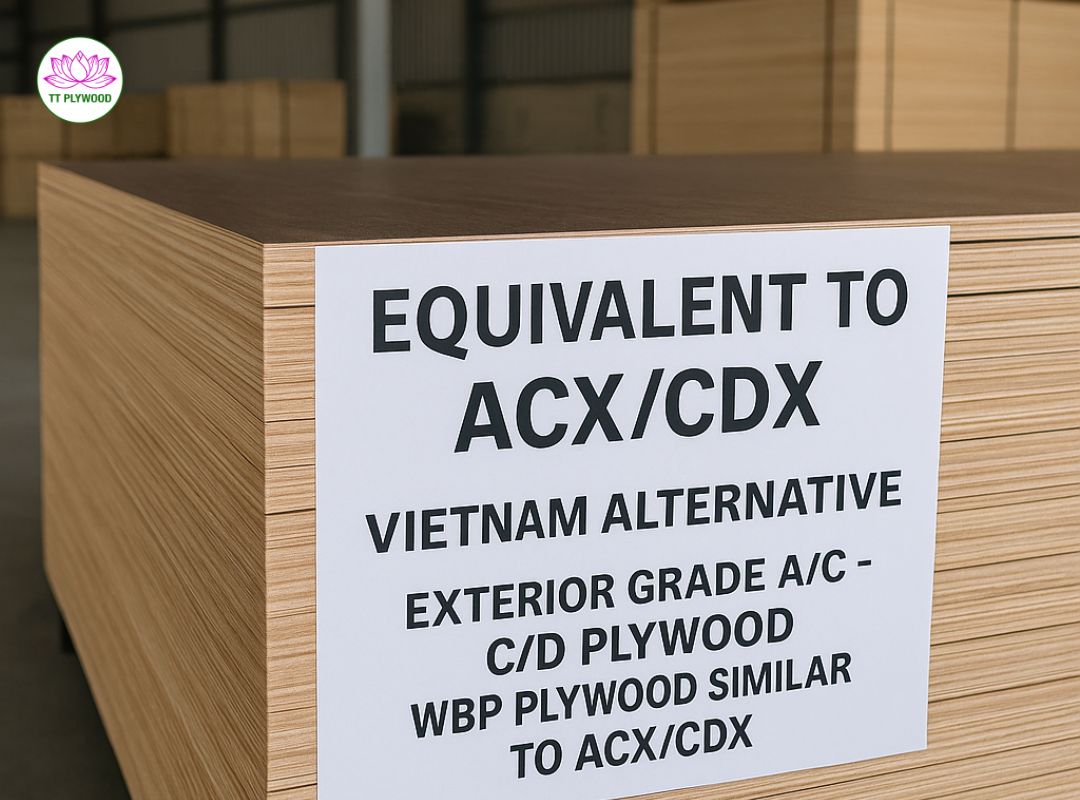 TT PLYWOOD
EQUIVALENT TO
ACX/CDX
VIETNAM ALTERNATIVE
EXTERIOR GRADE A/C -
C/D PLYWOOD
WBP PLYWOOD SIMILAR
TO ACX/CDX